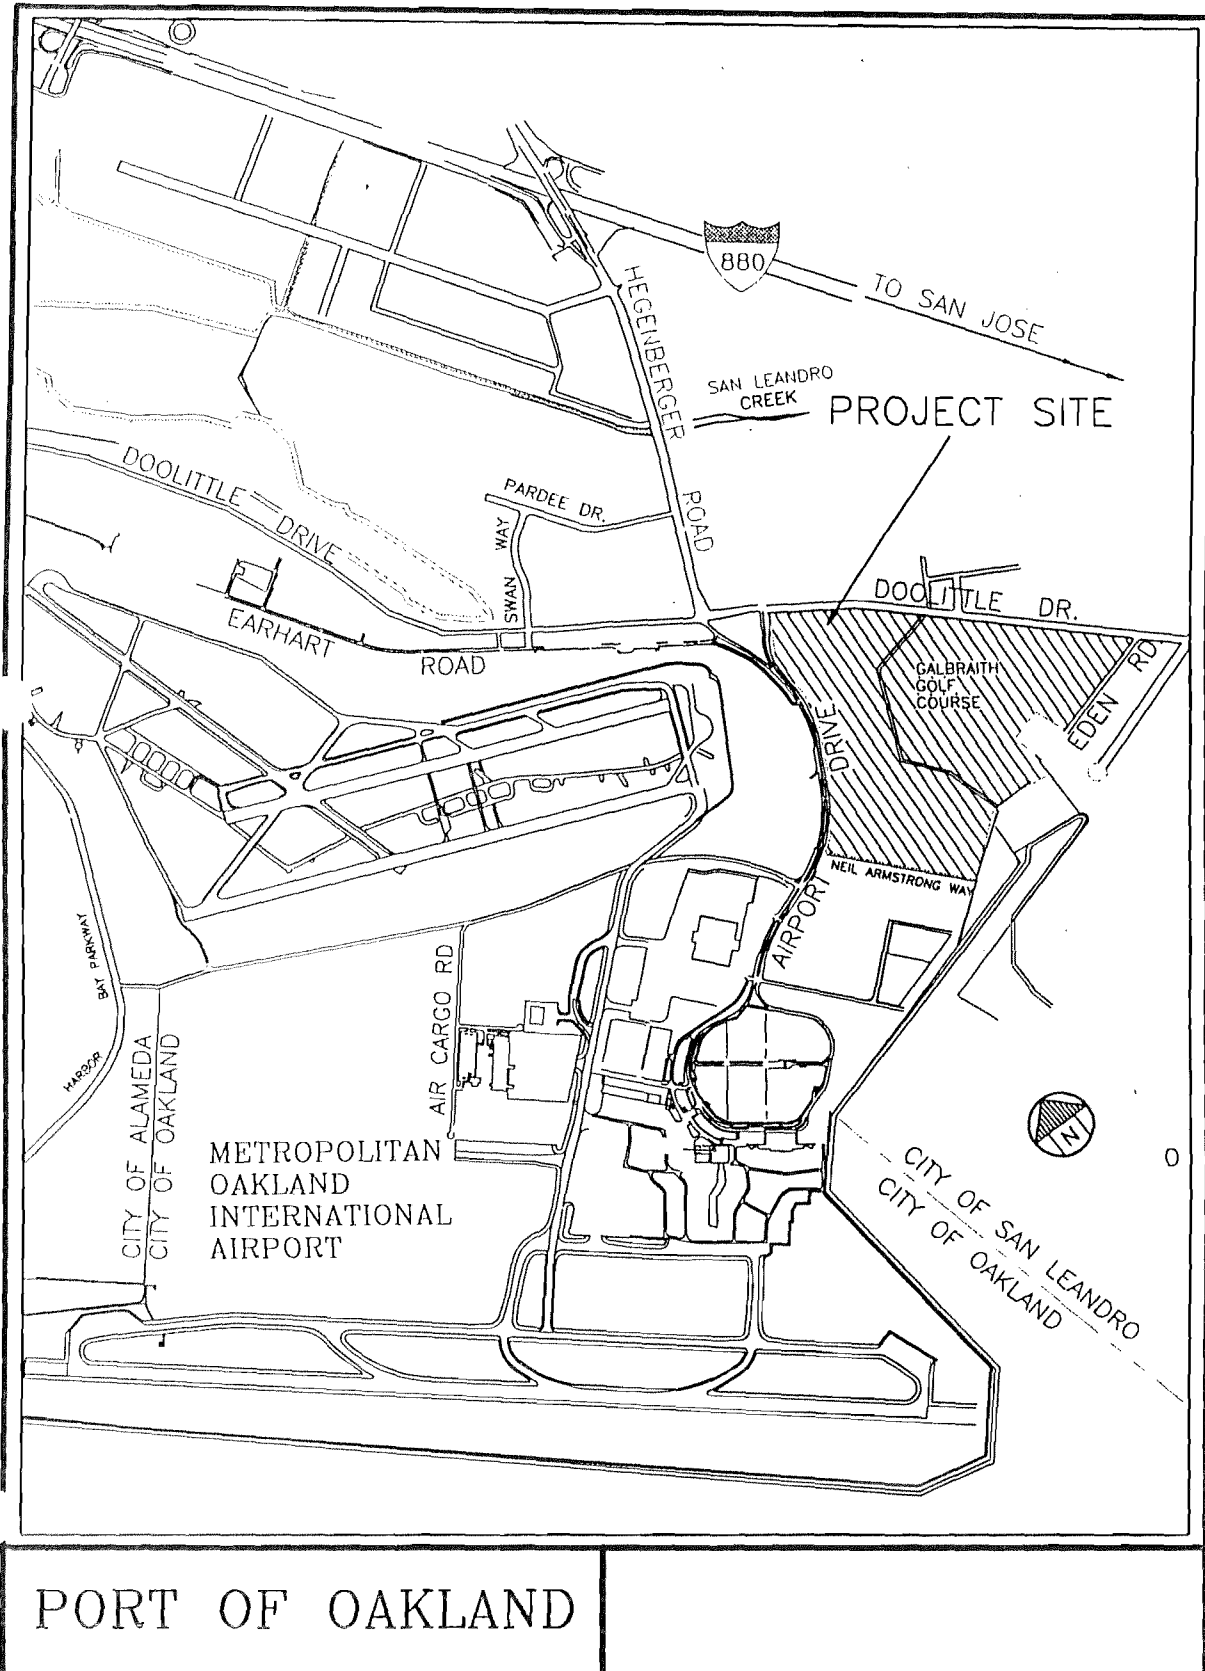 880
TO SAN JOSE
HEGENBERGER
ROAD
SAN LEANDRO
CREEK
PROJECT SITE
DOOLITTLE DRIVE
PARDEE DR.
SWAN WAY
EARHART
ROAD
DOOLITTLE DR.
GALBRAITH
GOLF
COURSE
EDEN RD
DRIVE
NEIL ARMSTRONG WAY
AIRPORT
BAY PARKWAY
HARBOR
AIR CARGO RD
CITY OF ALAMEDA
CITY OF OAKLAND
METROPOLITAN
OAKLAND
INTERNATIONAL
AIRPORT
N
0
CITY OF SAN LEANDRO
CITY OF OAKLAND
PORT OF OAKLAND